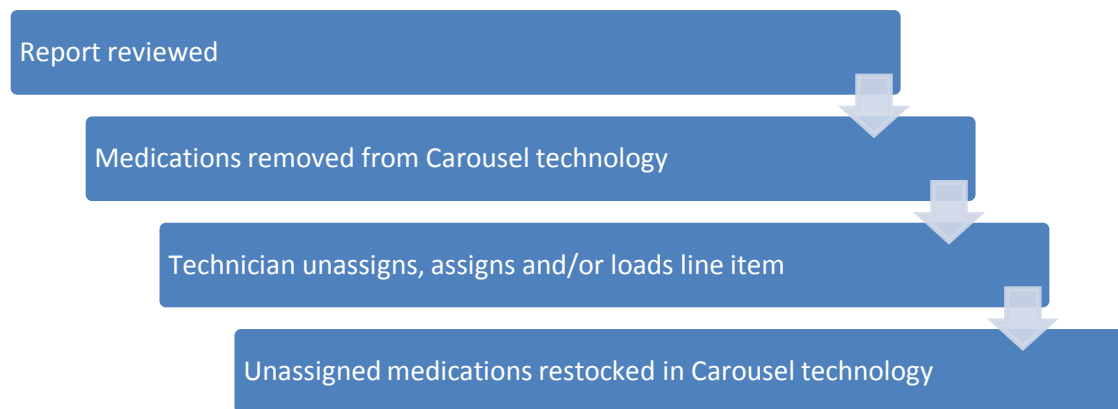 Report reviewed
Medications removed from Carousel technology
Technician unassigns, assigns and/or loads line item
Unassigned medications restocked in Carousel technology